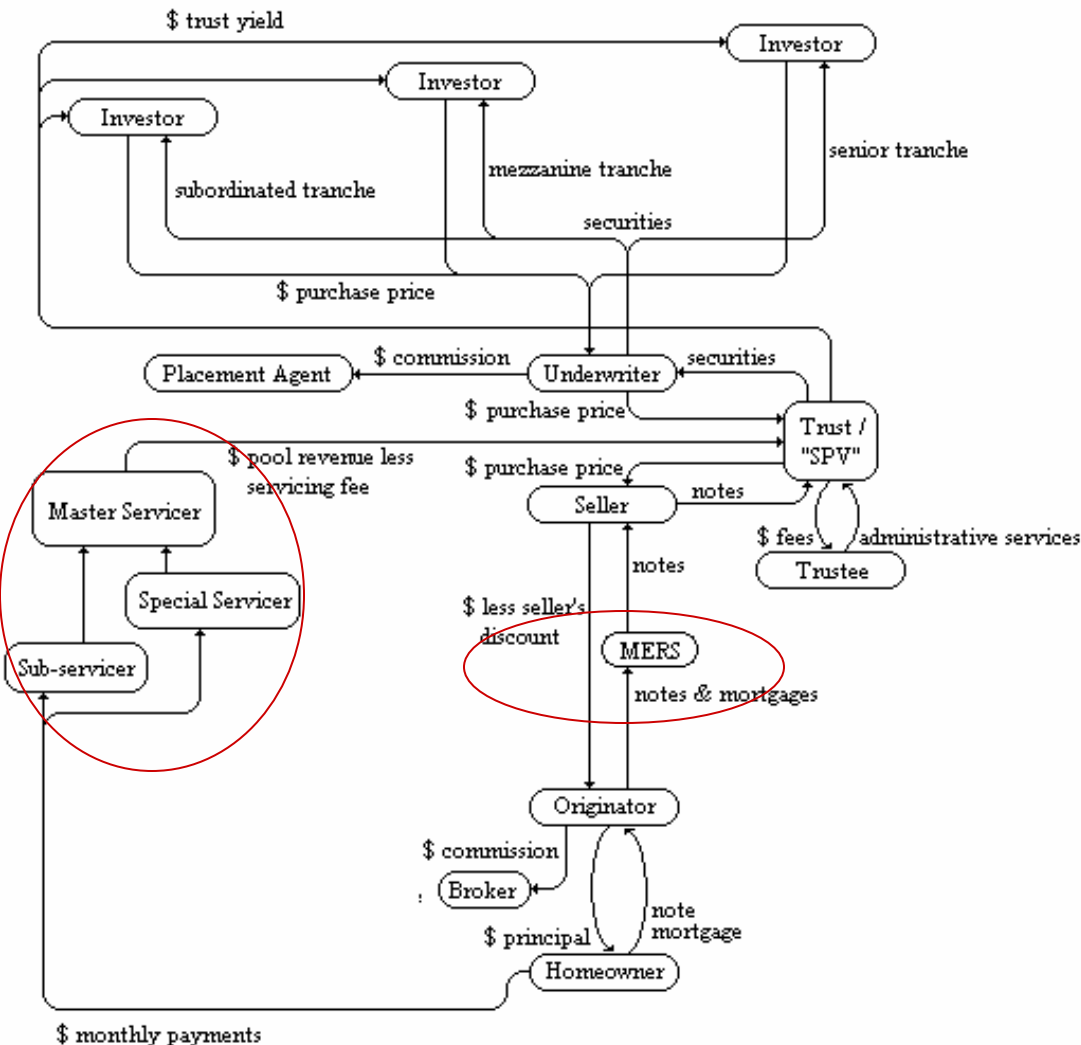 $ trust yield
Investor
Investor
Investor
senior tranche
mezzanine tranche
subordinated tranche
securities
$ purchase price
$ commission
securities
Placement Agent
Underwriter
$ purchase price
Trust /
"SPV"
$ pool revenue less
servicing fee
$ purchase price
Master Servicer
Seller
notes
$ fees
administrative services
notes
Trustee
Special Servicer
$ less seller's
discount
MERS
Sub-servicer
notes & mortgages
Originator
$ commission
Broker
note
mortgage
$ principal
Homeowner
$ monthly payments